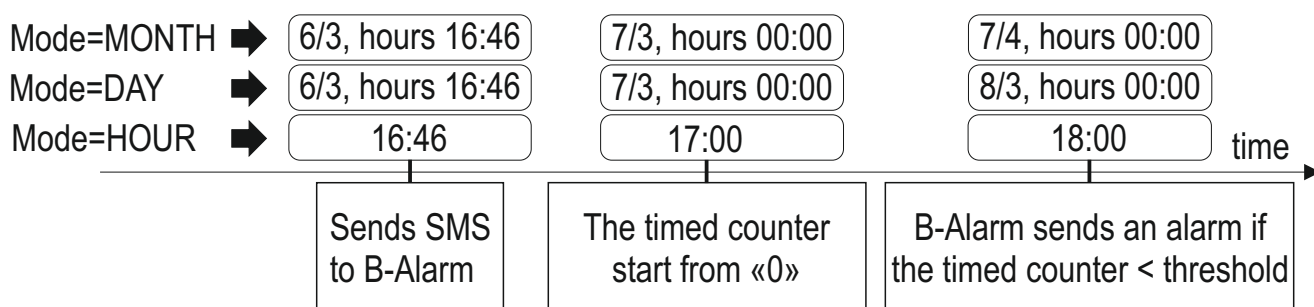 Mode=MONTH 6/3, hours 16:46 7/3, hours 00:00 7/4, hours 00:00
Mode=DAY 6/3, hours 16:46 7/3, hours 00:00 8/3, hours 00:00
Mode=HOUR 16:46 17:00 18:00
time
Sends SMS
to B-Alarm
The timed counter
start from «0»
B-Alarm sends an alarm if
the timed counter < threshold